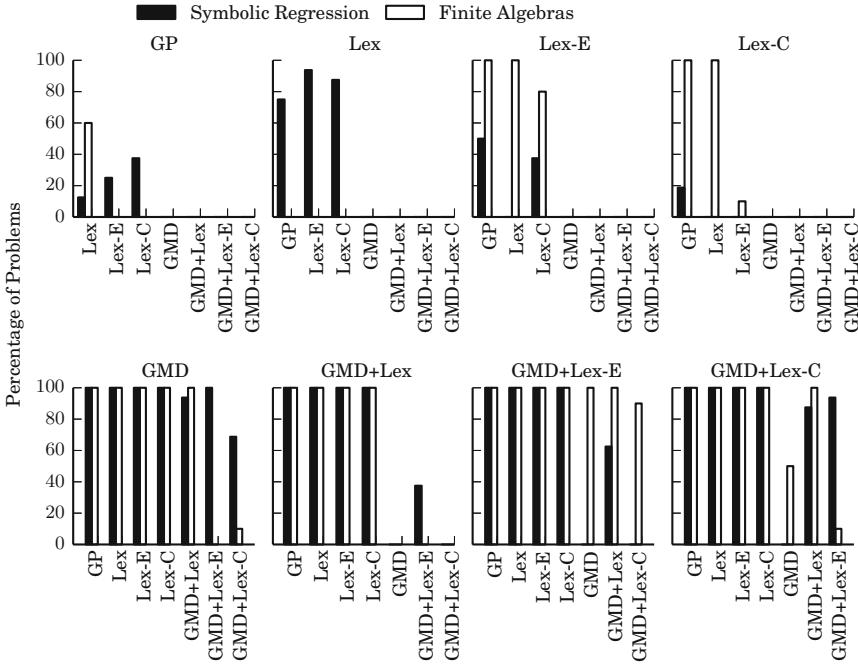 Symbolic Regression Finite Algebras
GP Lex Lex-E Lex-C
Percentage of Problems
100
80
60
40
20
0
Lex Lex-E Lex-C GMD GMD+Lex GMD+Lex-E GMD+Lex-C
GP Lex-E Lex-C GMD GMD+Lex GMD+Lex-E GMD+Lex-C
GP Lex Lex-C GMD GMD+Lex GMD+Lex-E GMD+Lex-C
GP Lex Lex-E GMD GMD+Lex GMD+Lex-E GMD+Lex-C
GMD GMD+Lex GMD+Lex-E GMD+Lex-C
100
80
60
40
20
0
GP Lex Lex-E Lex-C GMD+Lex GMD+Lex-E GMD+Lex-C
GP Lex Lex-E Lex-C GMD GMD+Lex-E GMD+Lex-C
GP Lex Lex-E Lex-C GMD GMD+Lex GMD+Lex-C
GP Lex Lex-E Lex-C GMD GMD+Lex GMD+Lex-E